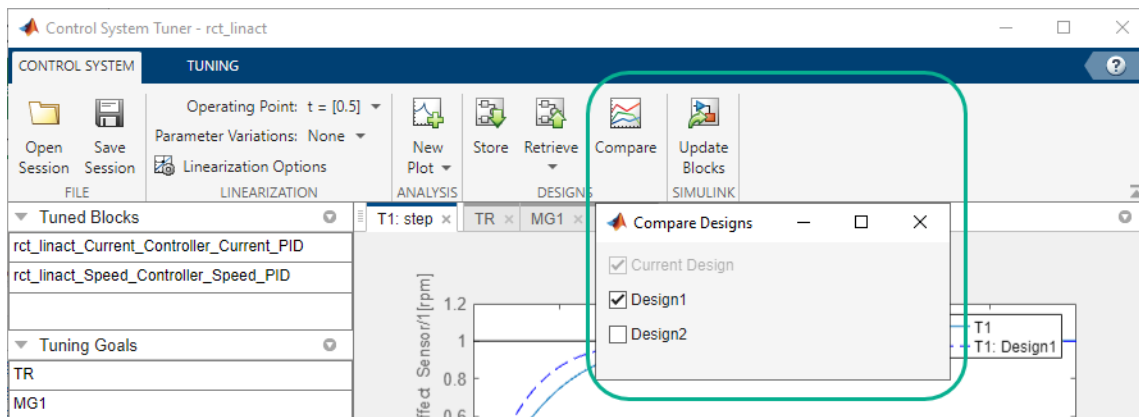 Control System Tuner - rct_linact
CONTROL SYSTEM
TUNING
?
Open
Session
Save
Session
FILE
Operating Point: t = [0.5]
Parameter Variations: None
Linearization Options
LINEARIZATION
New
Plot
ANALYSIS
Store
Retrieve
Compare
DESIGNS
Update
Blocks
SIMULINK
Tuned Blocks
rct_linact_Current_Controller_Current_PID
rct_linact_Speed_Controller_Speed_PID
Tuning Goals
TR
MG1
T1: step
TR
MG1
Compare Designs
Current Design
Design1
Design2
Sensor/1[rpm]
1.2
1
0.8
0.6
T1
T1: Design1